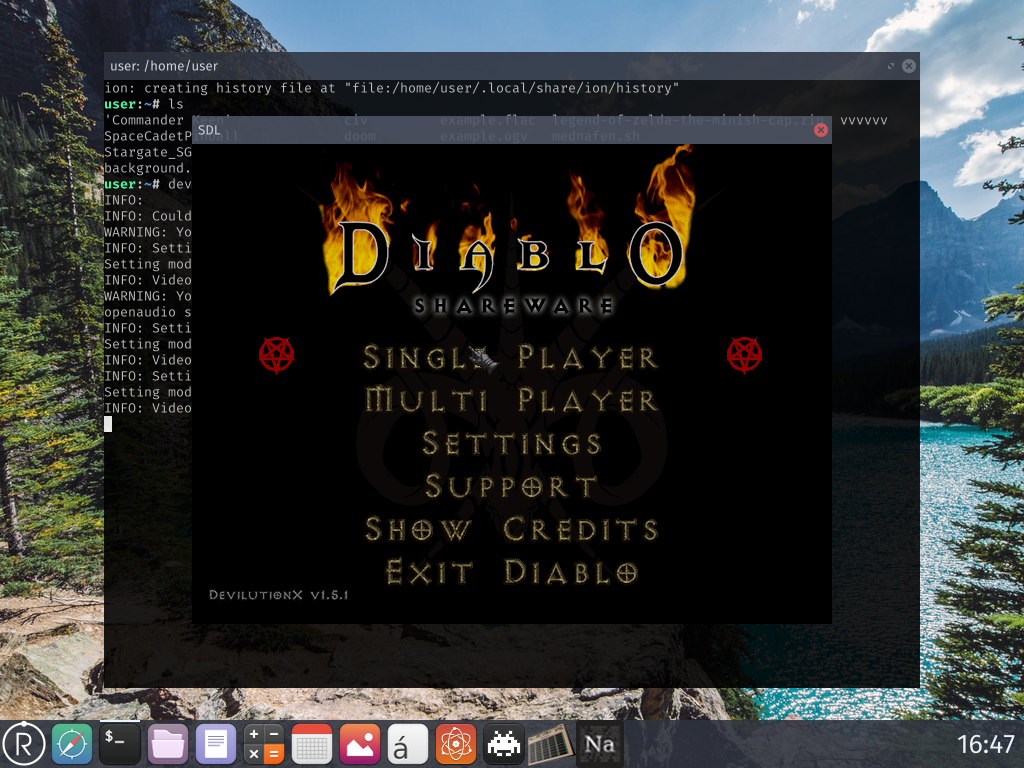 user: /home/user
ion: creating history file at "file:/home/user/.local/share/ion/history"
user:~# ls
'Commander Keen' civ example.flac legend-of-zelda-the-minish-cap.zip vvvvvv
SpaceCadetPinball doom example.ogv mednafen.sh
Stargate_SG
background.
user:~# dev
INFO:
INFO: Could
WARNING: Yo
INFO: Setti
Setting mod
INFO: Video
WARNING: Yo
openaudio s
INFO: Setti
Setting mod
INFO: Video
INFO: Setti
Setting mod
INFO: Video
SDL
DIABLO
SHAREWARE
SINGLE PLAYER
MULTI PLAYER
SETTINGS
SUPPORT
SHOW CREDITS
EXIT DIABLO
DEVILUTIONX V1.5.1
R
$_
á
Na
16:47